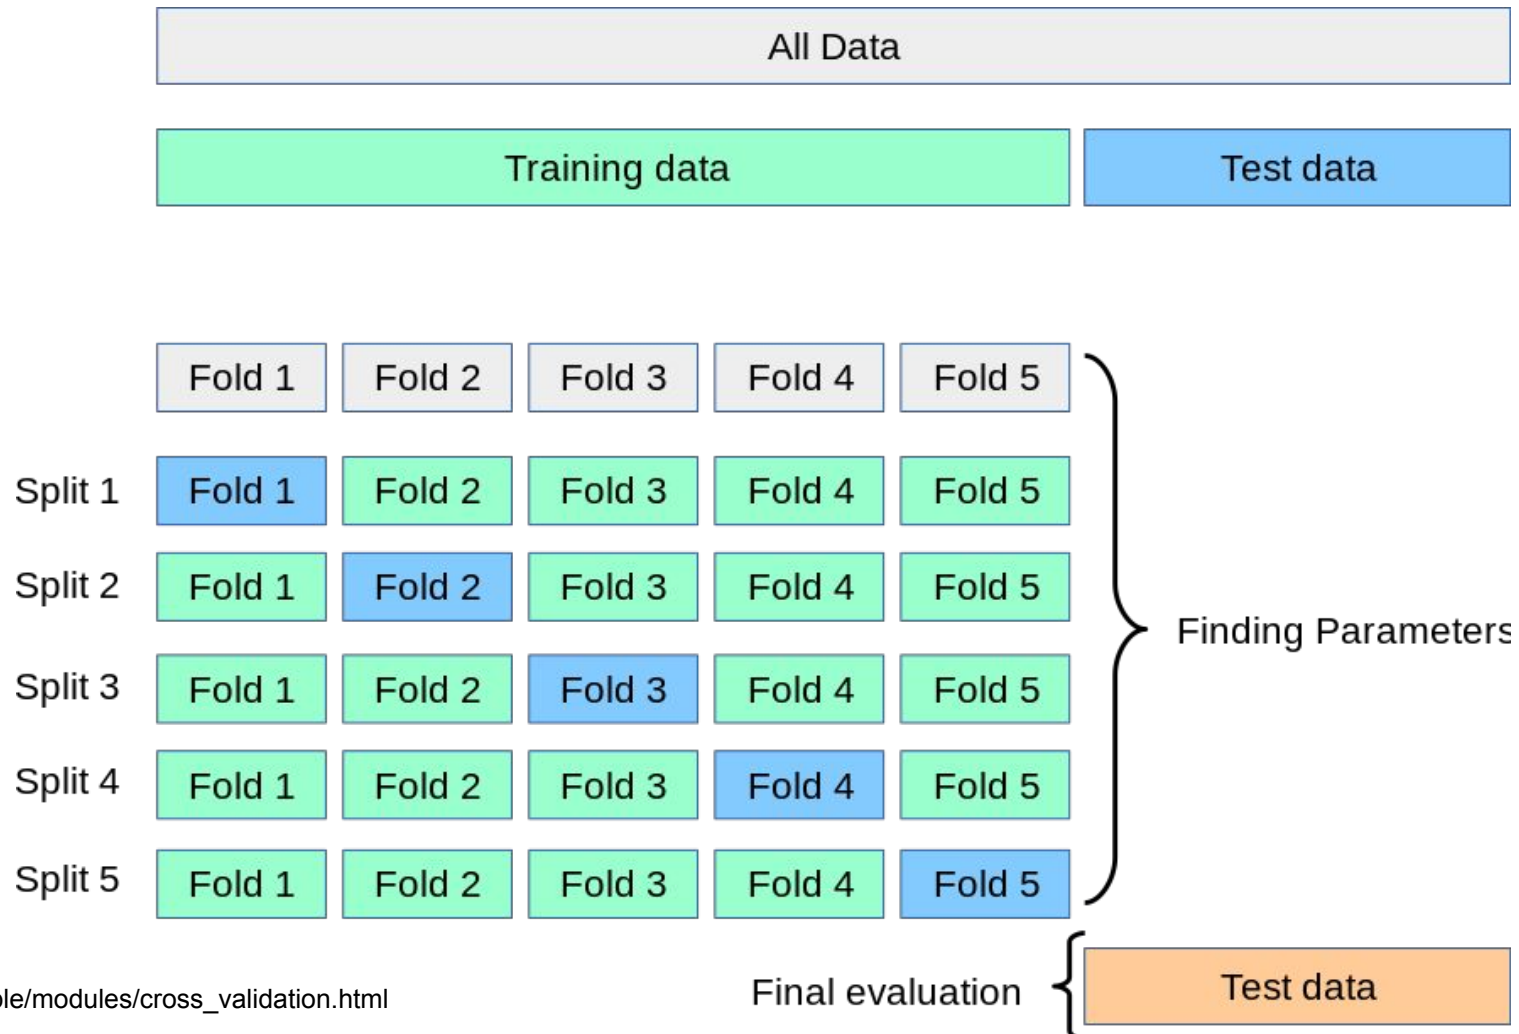 All Data
Training data Test data
Fold 1 Fold 2 Fold 3 Fold 4 Fold 5
Split 1 Fold 1 Fold 2 Fold 3 Fold 4 Fold 5
Split 2 Fold 1 Fold 2 Fold 3 Fold 4 Fold 5
Finding Parameters
Split 3 Fold 1 Fold 2 Fold 3 Fold 4 Fold 5
Split 4 Fold 1 Fold 2 Fold 3 Fold 4 Fold 5
Split 5 Fold 1 Fold 2 Fold 3 Fold 4 Fold 5
Final evaluation Test data
ble/modules/cross_validation.html